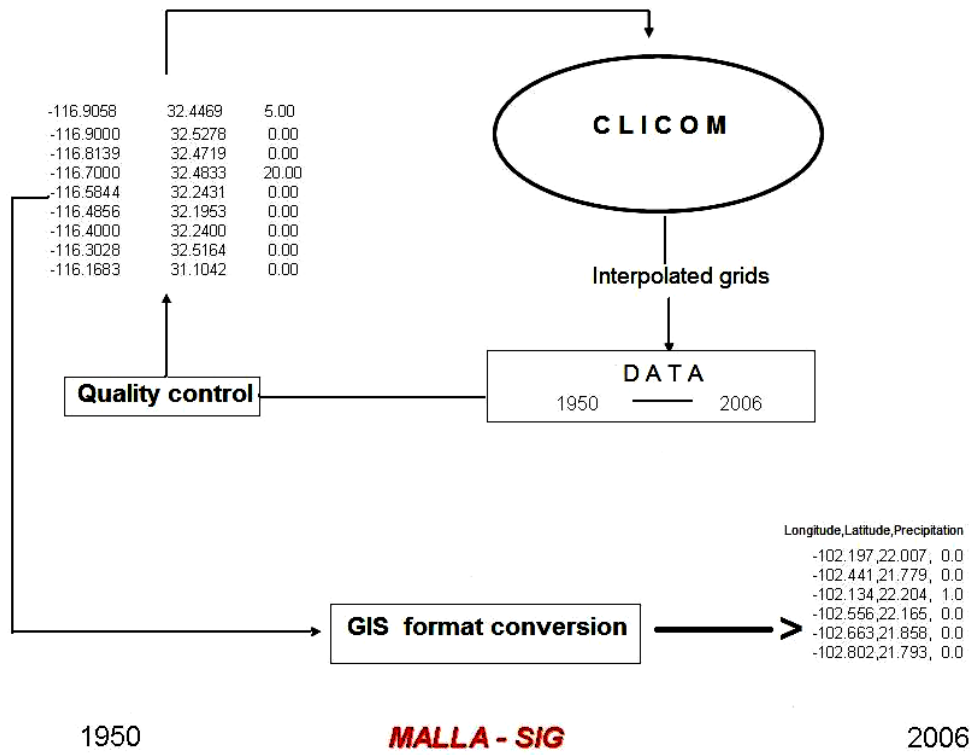 -116.9058 32.4469 5.00
-116.9000 32.5278 0.00
-116.8139 32.4719 0.00
-116.7000 32.4833 20.00
-116.5844 32.2431 0.00
-116.4856 32.1953 0.00
-116.4000 32.2400 0.00
-116.3028 32.5164 0.00
-116.1683 31.1042 0.00
C L I C O M
Interpolated grids
D A T A
1950 2006
Quality control
Longitude,Latitude,Precipitation
-102.197,22.007, 0.0
-102.441,21.779, 0.0
-102.134,22.204, 1.0
-102.556,22.165, 0.0
-102.663,21.858, 0.0
-102.802,21.793, 0.0
GIS format conversion
1950 MALLA - SIG 2006